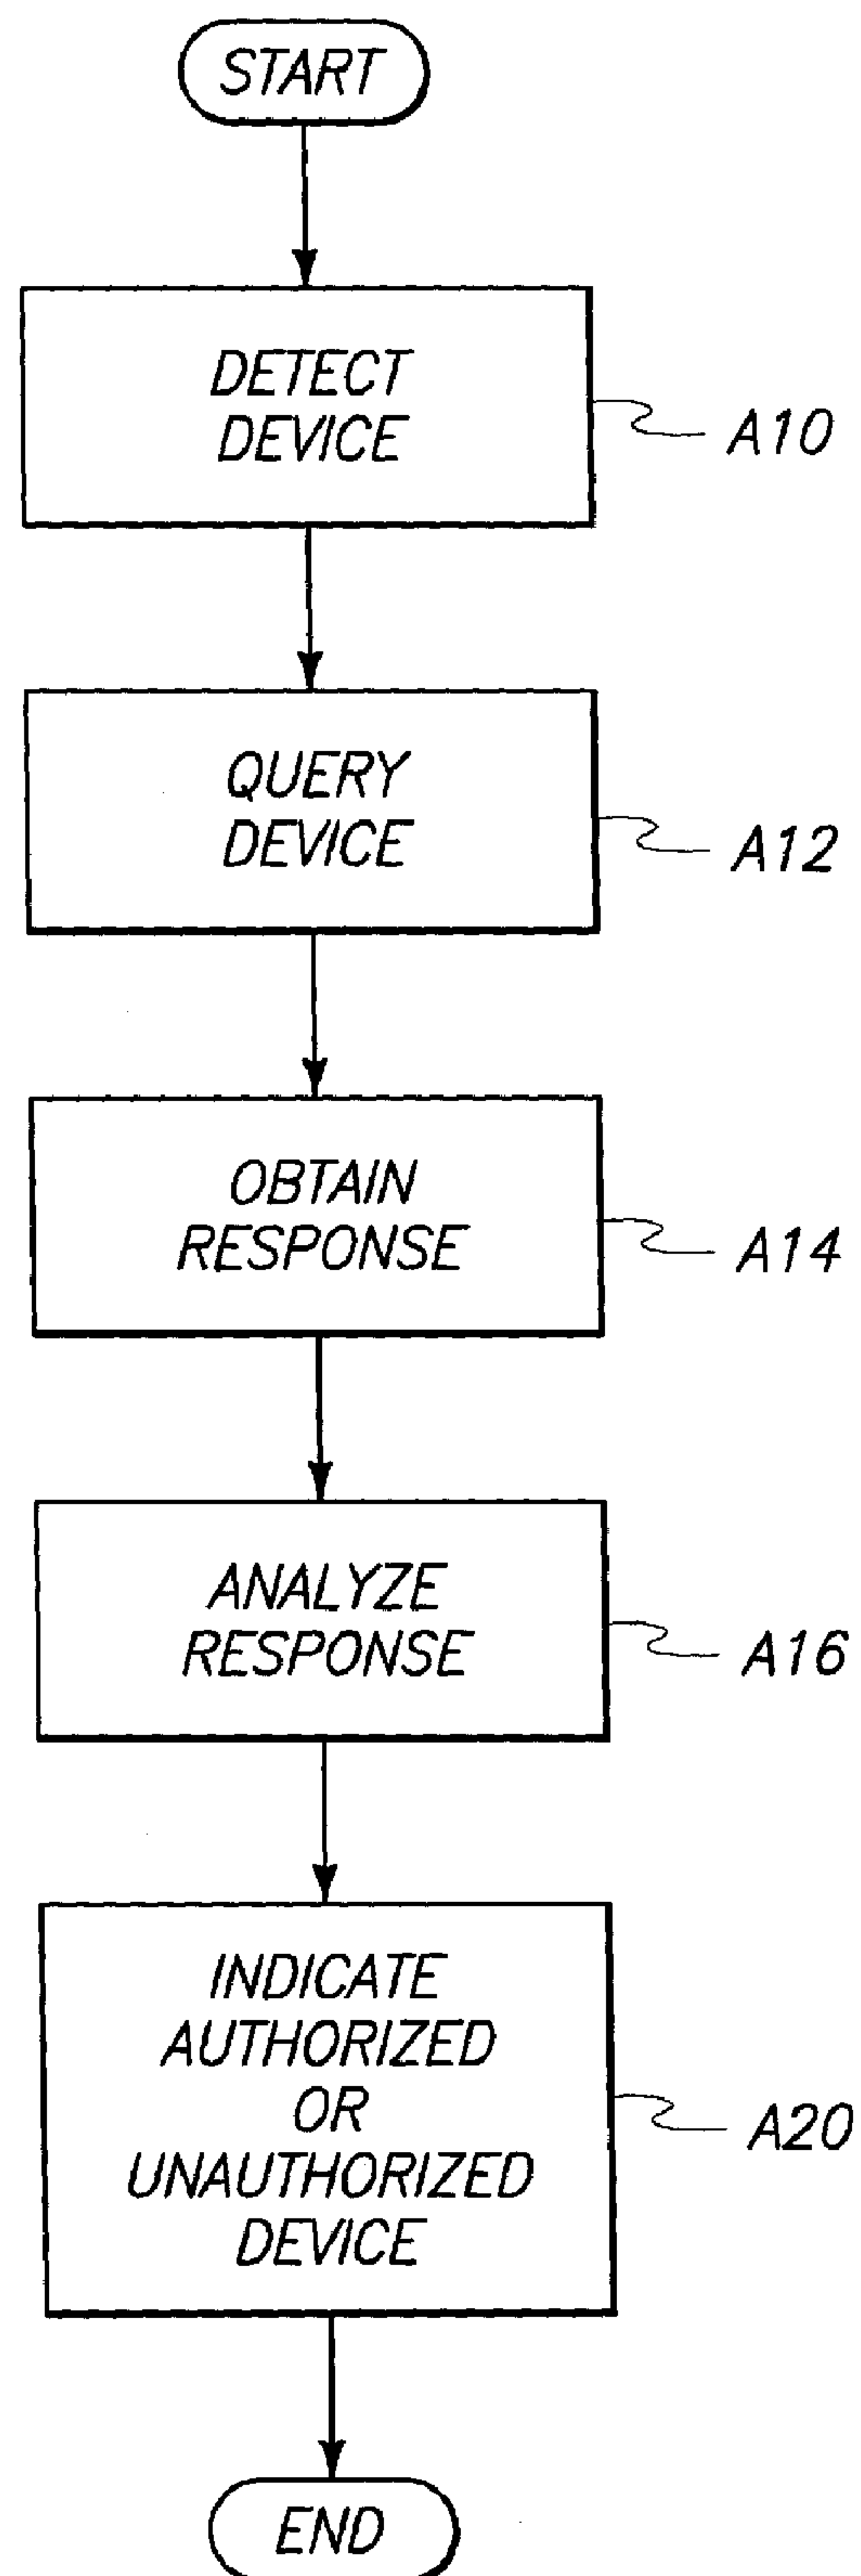 START
DETECT
DEVICE
A10
QUERY
DEVICE
A12
OBTAIN
RESPONSE
A14
ANALYZE
RESPONSE
A16
INDICATE
AUTHORIZED
OR
UNAUTHORIZED
DEVICE
A20
END